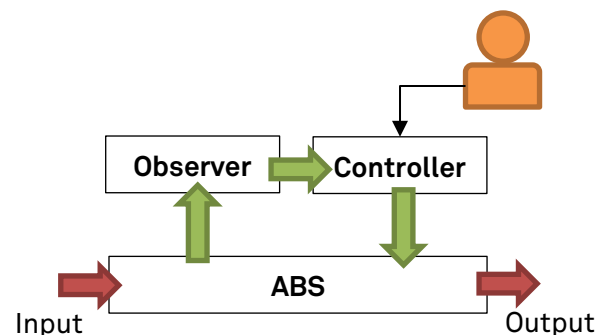 Observer
Controller
ABS
Input
Output